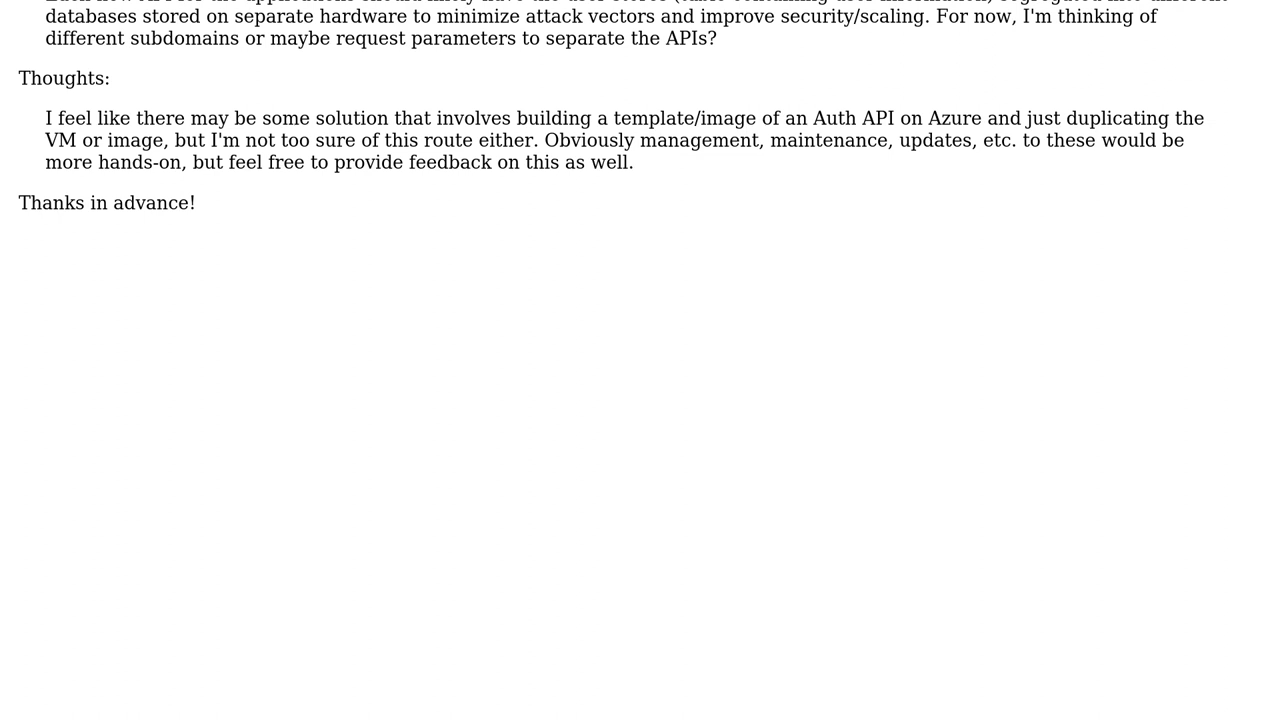 databases stored on separate hardware to minimize attack vectors and improve security/scaling. For now, I'm thinking of
different subdomains or maybe request parameters to separate the APIs?
Thoughts:
I feel like there may be some solution that involves building a template/image of an Auth API on Azure and just duplicating the
VM or image, but I'm not too sure of this route either. Obviously management, maintenance, updates, etc. to these would be
more hands-on, but feel free to provide feedback on this as well.
Thanks in advance!